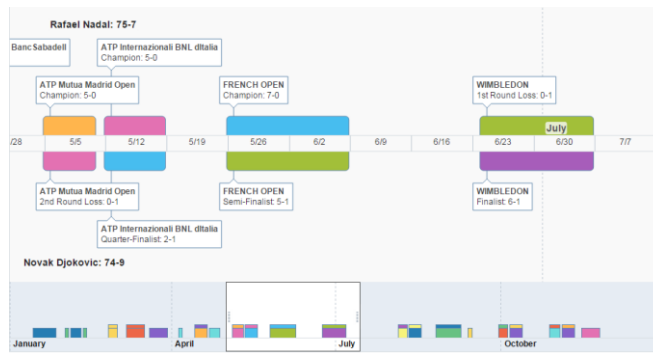 Rafael Nadal: 75-7
Banc Sabadell
ATP Internazionali BNL dItalia
Champion: 5-0
ATP Mutua Madrid Open
Champion: 5-0
FRENCH OPEN
Champion: 7-0
WIMBLEDON
1st Round Loss: 0-1
July
/28 5/5 5/12 5/19 5/26 6/2 6/9 6/16 6/23 6/30 7/7
ATP Mutua Madrid Open
2nd Round Loss: 0-1
FRENCH OPEN
Semi-Finalist: 5-1
WIMBLEDON
Finalist: 6-1
ATP Internazionali BNL dItalia
Quarter-Finalist: 2-1
Novak Djokovic: 74-9
January April July October